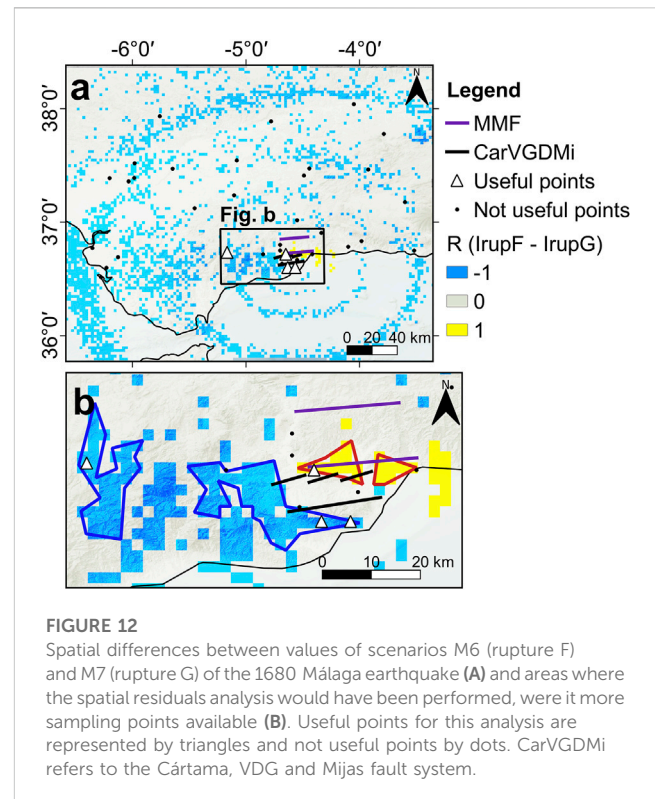 -6°0' -5°0' -4°0'
a
N
38°0'
37°0'
36°0'
Fig. b
0 20 40 km
Legend
MMF
CarVGDMi
Useful points
Not useful points
R (IrupF - IrupG)
-1
0
1
b
N
0 10 20 km
FIGURE 12
Spatial differences between values of scenarios M6 (rupture F)
and M7 (rupture G) of the 1680 Málaga earthquake (A) and areas where
the spatial residuals analysis would have been performed, were it more
sampling points available (B). Useful points for this analysis are
represented by triangles and not useful points by dots. CarVGDMi
refers to the Cártama, VDG and Mijas fault system.